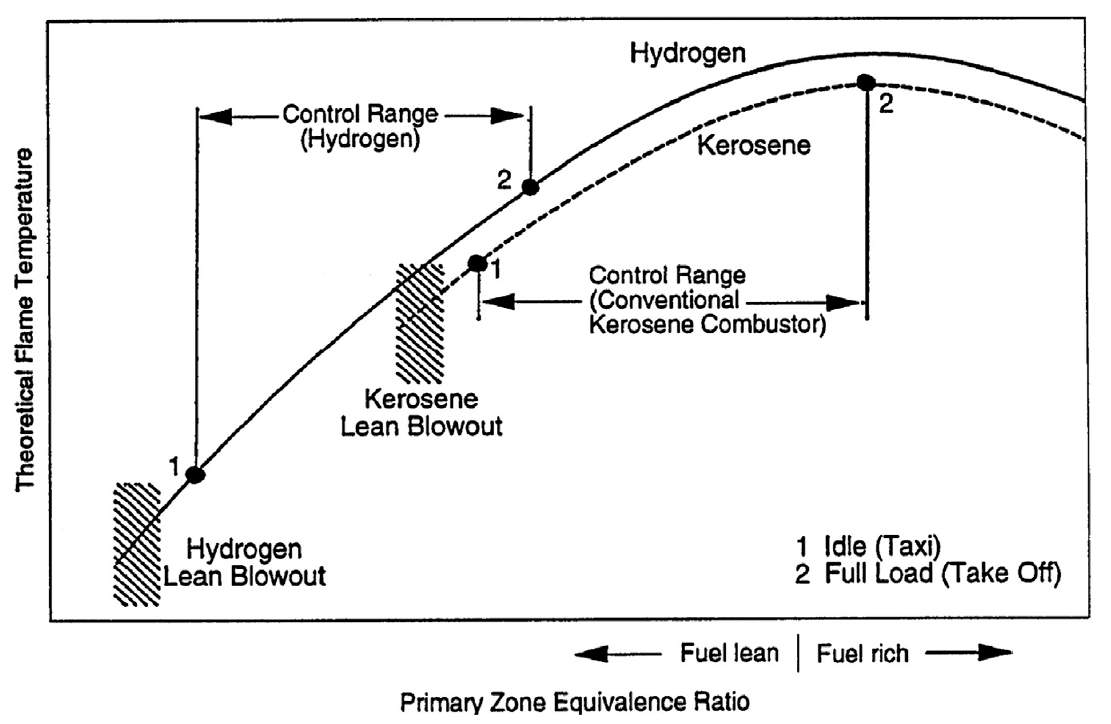 Hydrogen
2
Kerosene
Control Range
(Hydrogen)
2
1
Control Range
(Conventional
Kerosene Combustor)
Kerosene
Lean Blowout
1
Hydrogen
Lean Blowout
1 Idle (Taxi)
2 Full Load (Take Off)
Theoretical Flame Temperature
Fuel lean
Fuel rich
Primary Zone Equivalence Ratio